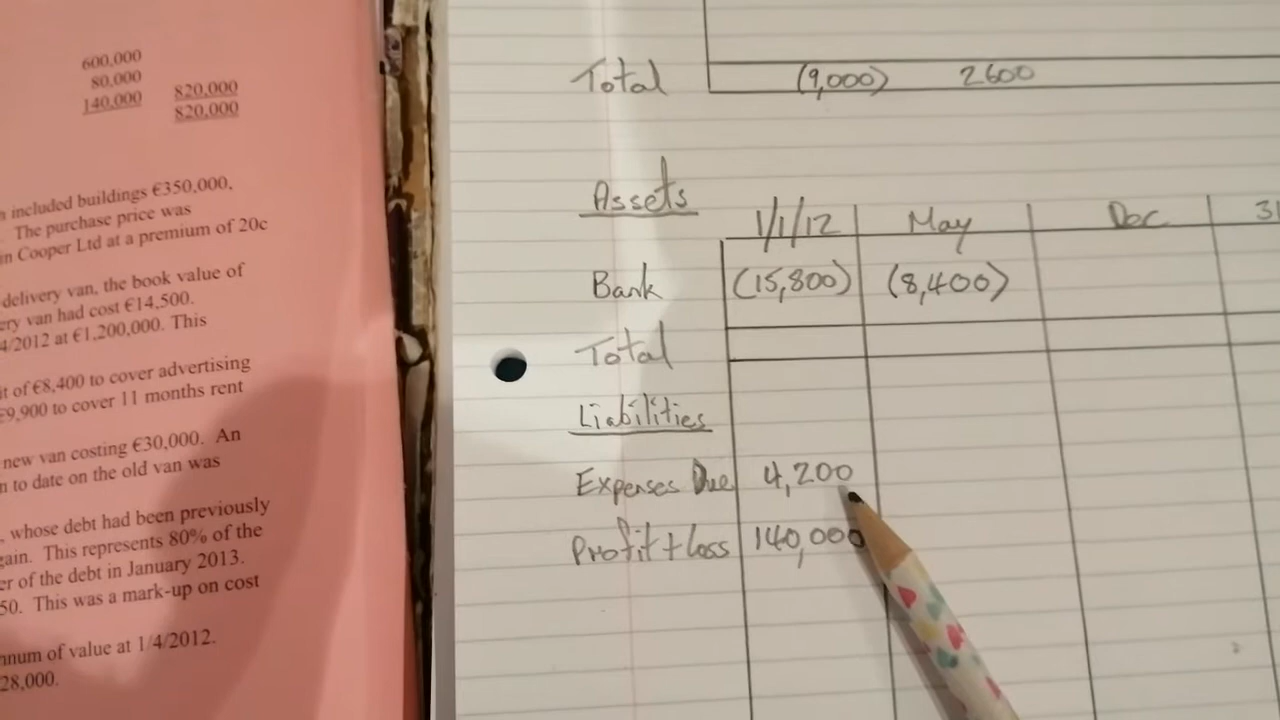 600,000
80,000
140,000 820,000
820,000
included buildings €350,000.
The purchase price was
in Cooper Ltd at a premium of 20c
delivery van, the book value of
van had cost €14,500.
4/2012 at €1,200,000. This
of €8,400 to cover advertising
€9,900 to cover 11 months rent
new van costing €30,000. An
to date on the old van was
, whose debt had been previously
This represents 80% of the
of the debt in January 2013.
50. This was a mark-up on cost
of value at 1/4/2012.
28,000.
Total (9,000) 2600
Assets
1/1/12 May Dec 31
Bank (15,800) (8,400)
Total
Liabilities
Expenses Due 4,200
Profit + loss 140,000